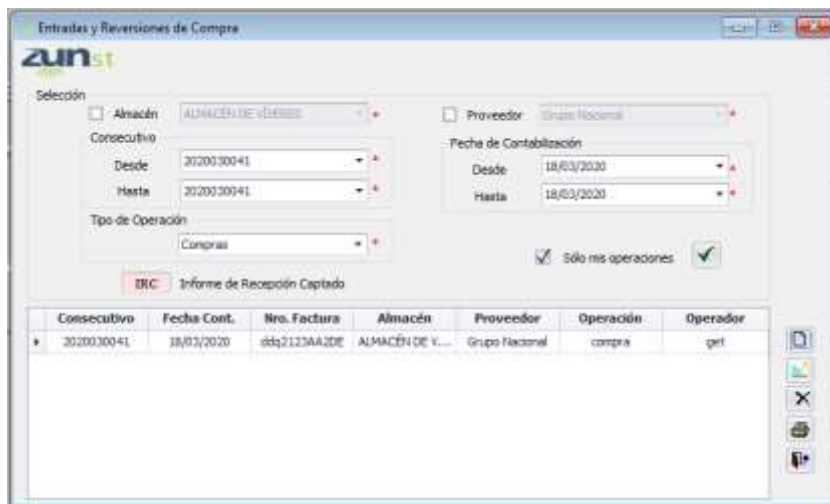 Entradas y Reversiones de Compra
zun st
Selección
Almacén ALMACÉN DE VÍVERES * Proveedor Grupo Nacional *
Consecutivo Fecha de Contabilización
Desde 2020030041 * Desde 18/03/2020 *
Hasta 2020030041 * Hasta 18/03/2020 *
Tipo de Operación
Compras * Sólo mis operaciones
IRC Informe de Recepción Captado
Consecutivo Fecha Cont. Nro. Factura Almacén Proveedor Operación Operador
2020030041 18/03/2020 ddq2123AA2DE ALMACÉN DE V.... Grupo Nacional compra get